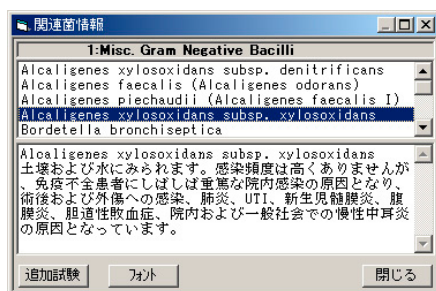 関連菌情報
1:Misc. Gram Negative Bacilli
Alcaligenes xylosoxidans subsp. denitrificans
Alcaligenes faecalis (Alcaligenes odorans)
Alcaligenes piechaudii (Alcaligenes faecalis I)
Alcaligenes xylosoxidans subsp. xylosoxidans
Bordetella bronchiseptica
Alcaligenes xylosoxidans subsp. xylosoxidans
土壌および水にみられます。感染頻度は高くありませんが
、免疫不全患者にしばしば重篤な院内感染の原因となり、
術後および外傷への感染、肺炎、UTI、新生児髄膜炎、腹
膜炎、胆道性敗血症、院内および一般社会での慢性中耳炎
の原因となっています。
追加試験 フォント 閉じる